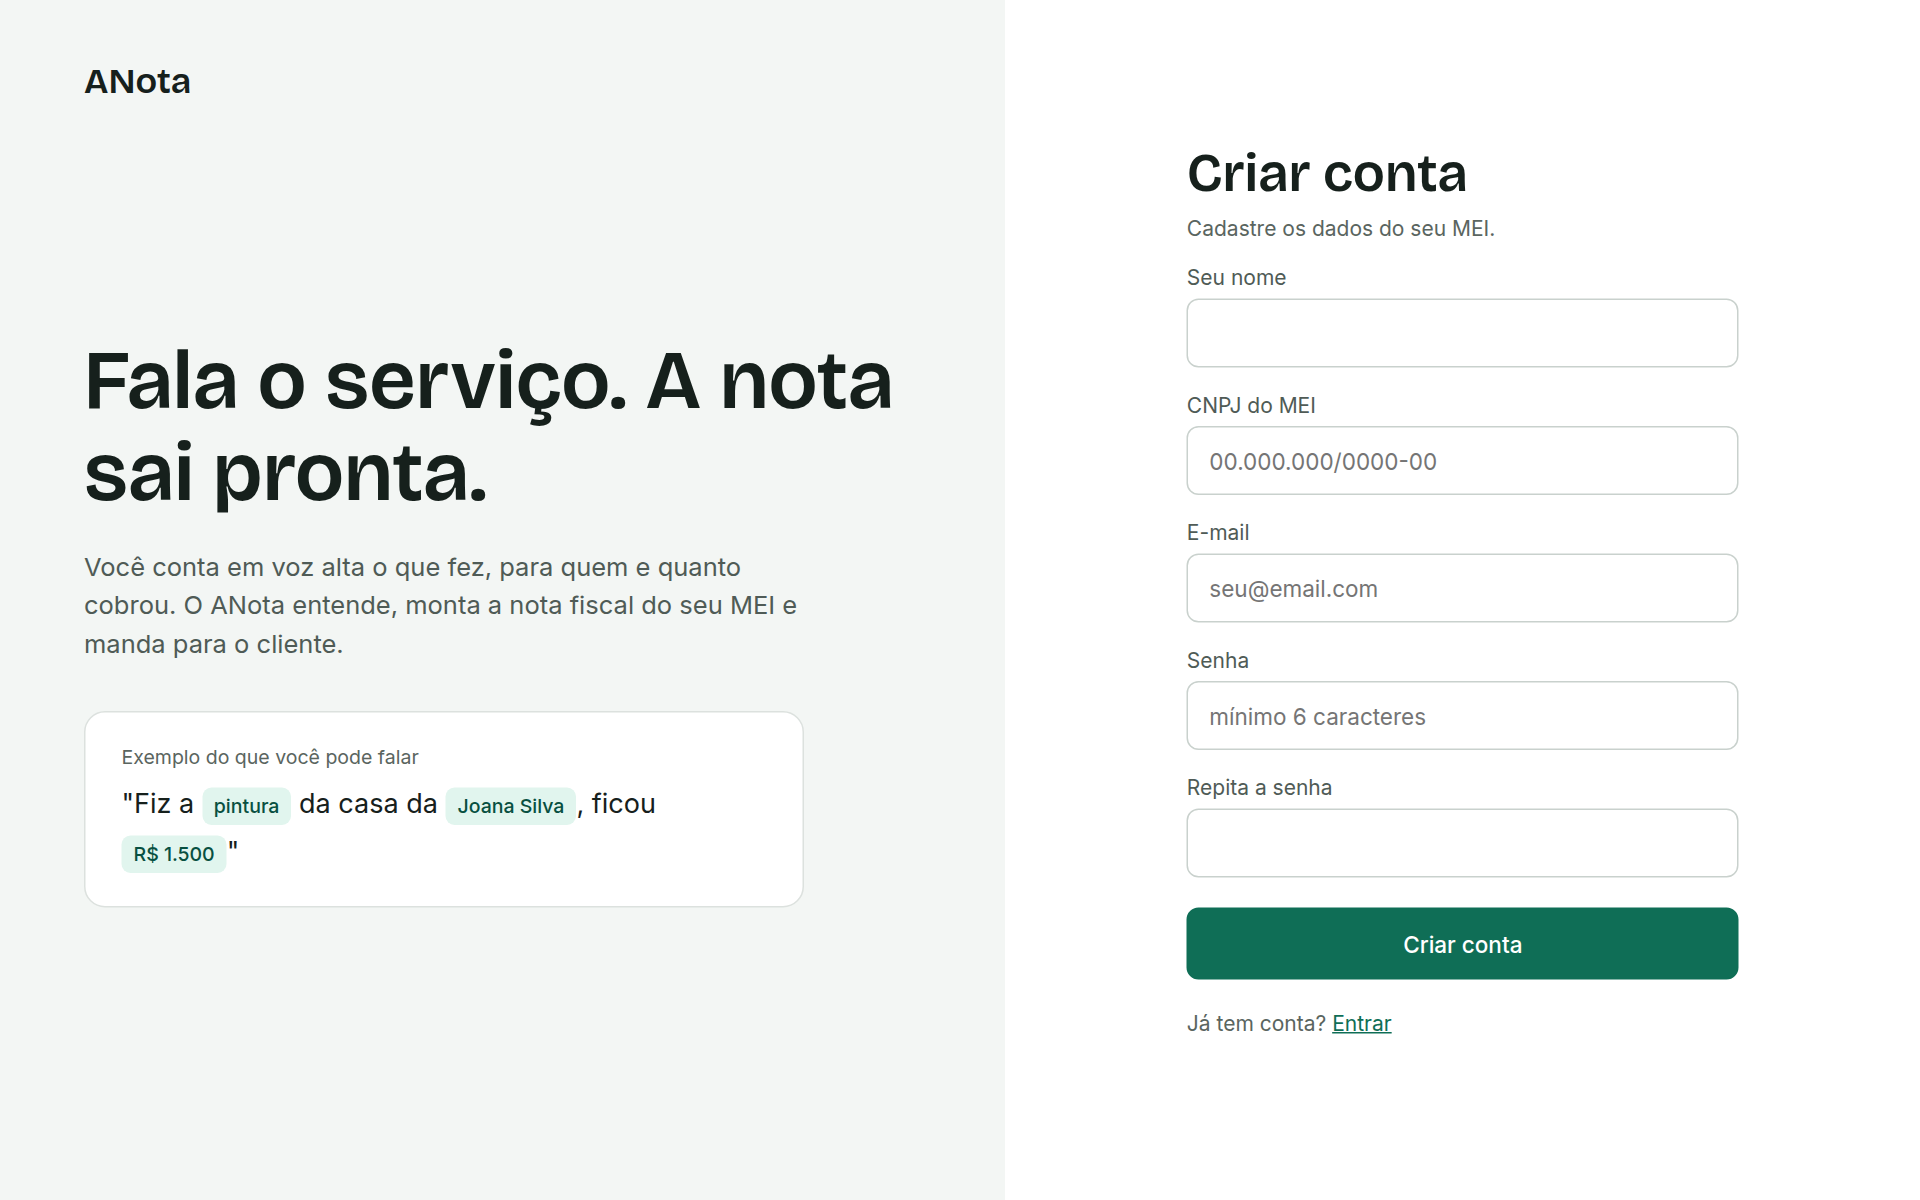 ANota
Fala o serviço. A nota
sai pronta.
Você conta em voz alta o que fez, para quem e quanto
cobrou. O ANota entende, monta a nota fiscal do seu MEI e
manda para o cliente.
Exemplo do que você pode falar
"Fiz a pintura da casa da Joana Silva, ficou
R$ 1.500"
Criar conta
Cadastre os dados do seu MEI.
Seu nome
CNPJ do MEI
00.000.000/0000-00
E-mail
seu@email.com
Senha
mínimo 6 caracteres
Repita a senha
Criar conta
Já tem conta? Entrar